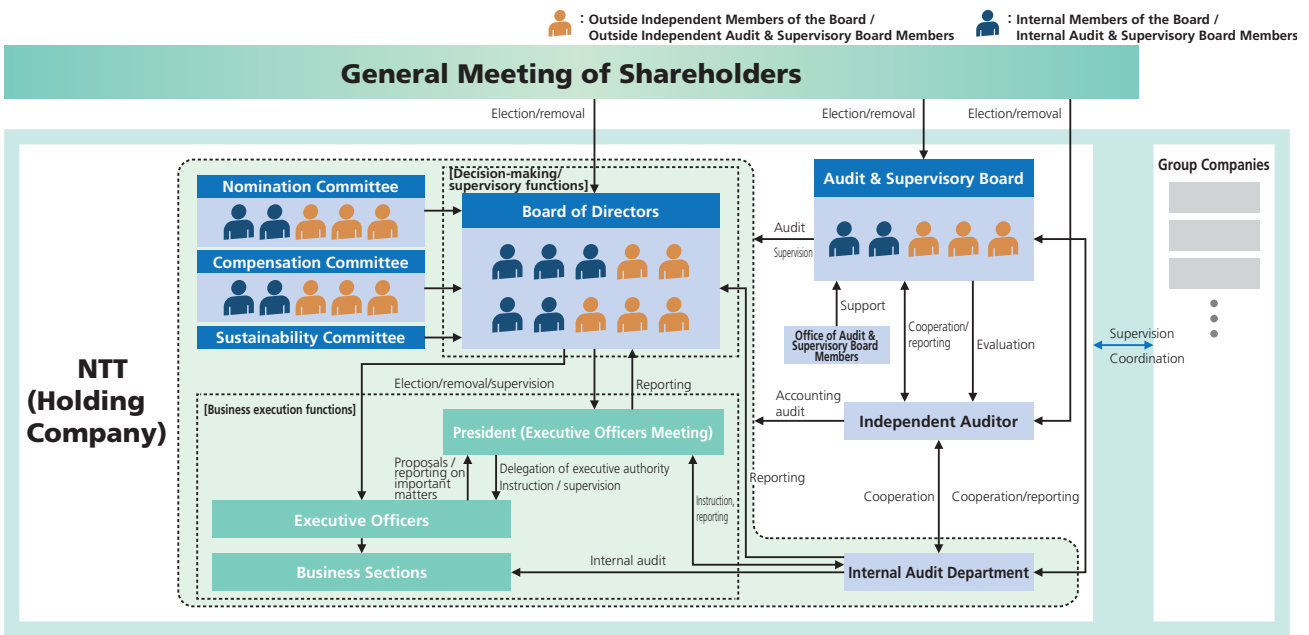 : Outside Independent Members of the Board /
Outside Independent Audit & Supervisory Board Members
: Internal Members of the Board /
Internal Audit & Supervisory Board Members
General Meeting of Shareholders
Election/removal
Election/removal
Election/removal
NTT
(Holding
Company)
[Decision-making/
supervisory functions]
Nomination Committee
Compensation Committee
Sustainability Committee
Board of Directors
Audit & Supervisory Board
Audit
Supervision
Support
Office of Audit &
Supervisory Board
Members
Cooperation/
reporting
Evaluation
Group Companies
Supervision
Coordination
Election/removal/supervision
Reporting
[Business execution functions]
President (Executive Officers Meeting)
Accounting
audit
Independent Auditor
Proposals /
reporting on
important
matters
Delegation of executive authority
Instruction / supervision
Instruction,
reporting
Reporting
Cooperation
Cooperation/reporting
Executive Officers
Business Sections
Internal audit
Internal Audit Department